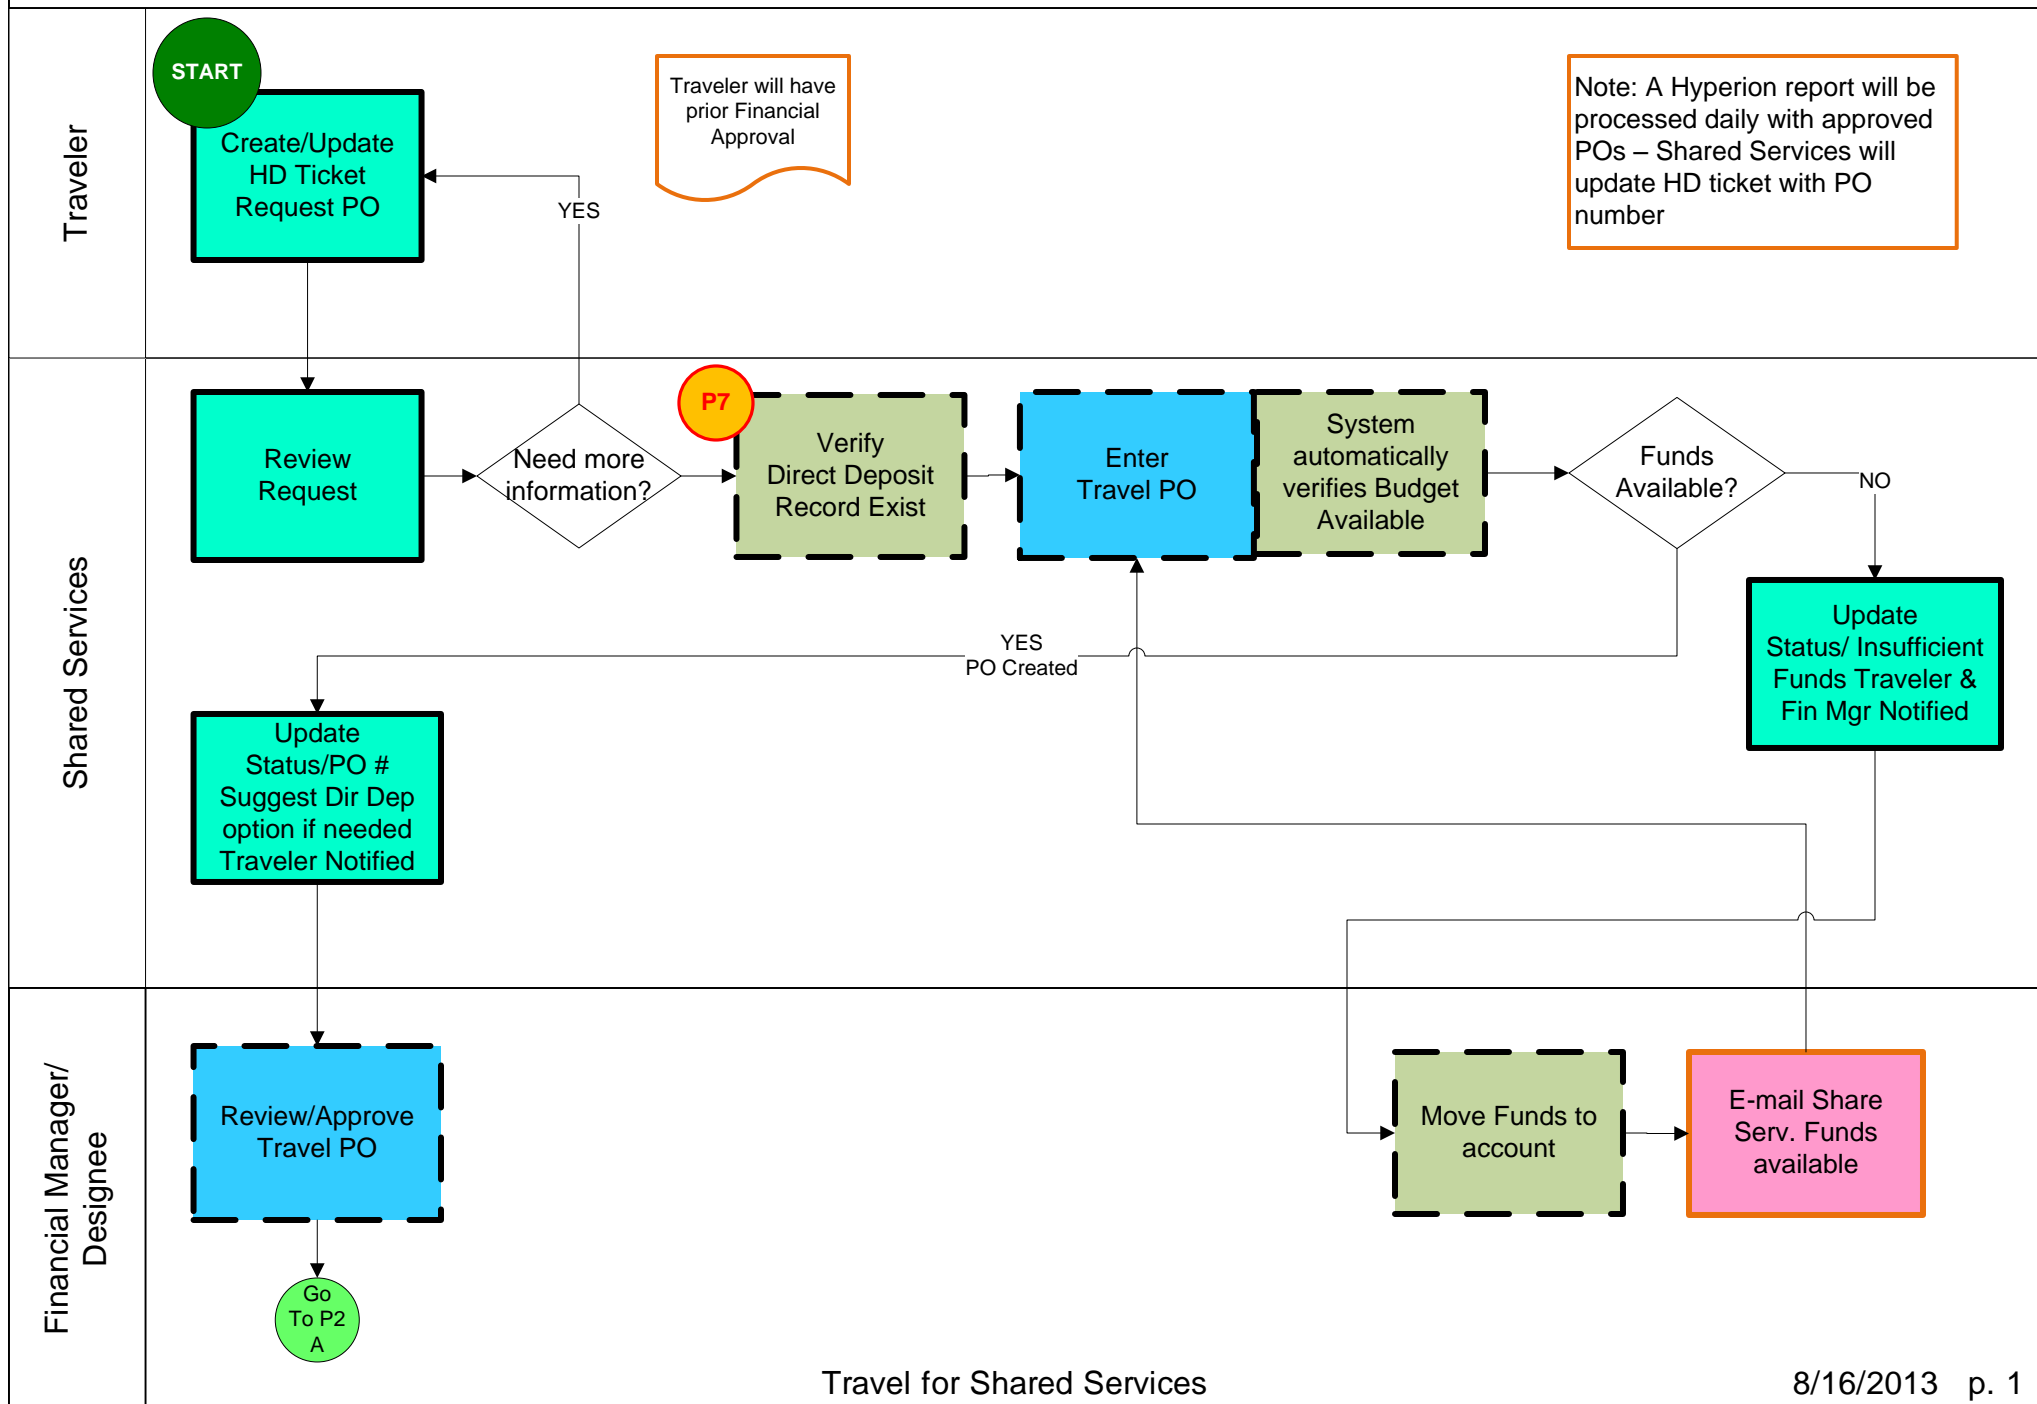 Traveler
START
Create/Update
HD Ticket
Request PO
YES
Traveler will have
prior Financial
Approval
Note: A Hyperion report will be
processed daily with approved
POs – Shared Services will
update HD ticket with PO
number
Shared Services
Review
Request
Need more
information?
P7
Verify
Direct Deposit
Record Exist
Enter
Travel PO
System
automatically
verifies Budget
Available
Funds
Available?
NO
YES
PO Created
Update
Status/ Insufficient
Funds Traveler &
Fin Mgr Notified
Update
Status/PO #
Suggest Dir Dep
option if needed
Traveler Notified
Financial Manager/
Designee
Review/Approve
Travel PO
Move Funds to
account
E-mail Share
Serv. Funds
available
Go
To P2
A
Travel for Shared Services
8/16/2013 p. 1